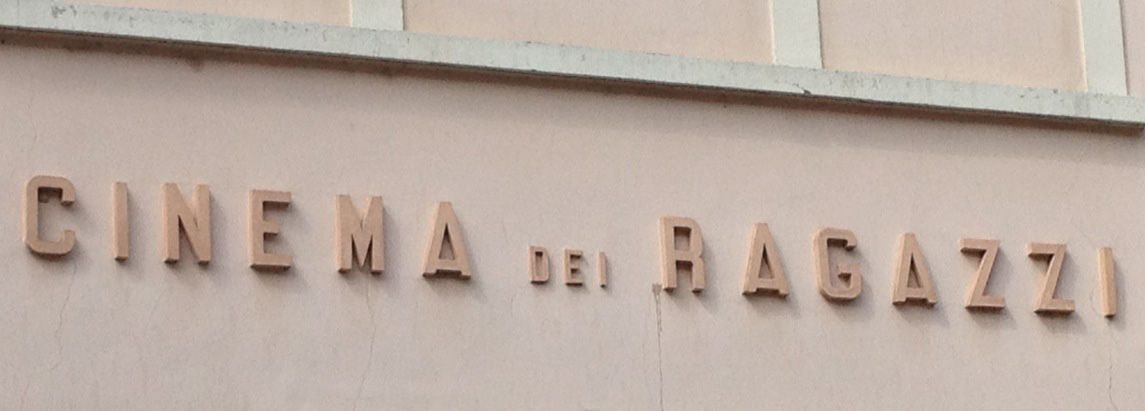 CINEMA DEI RAGAZZI